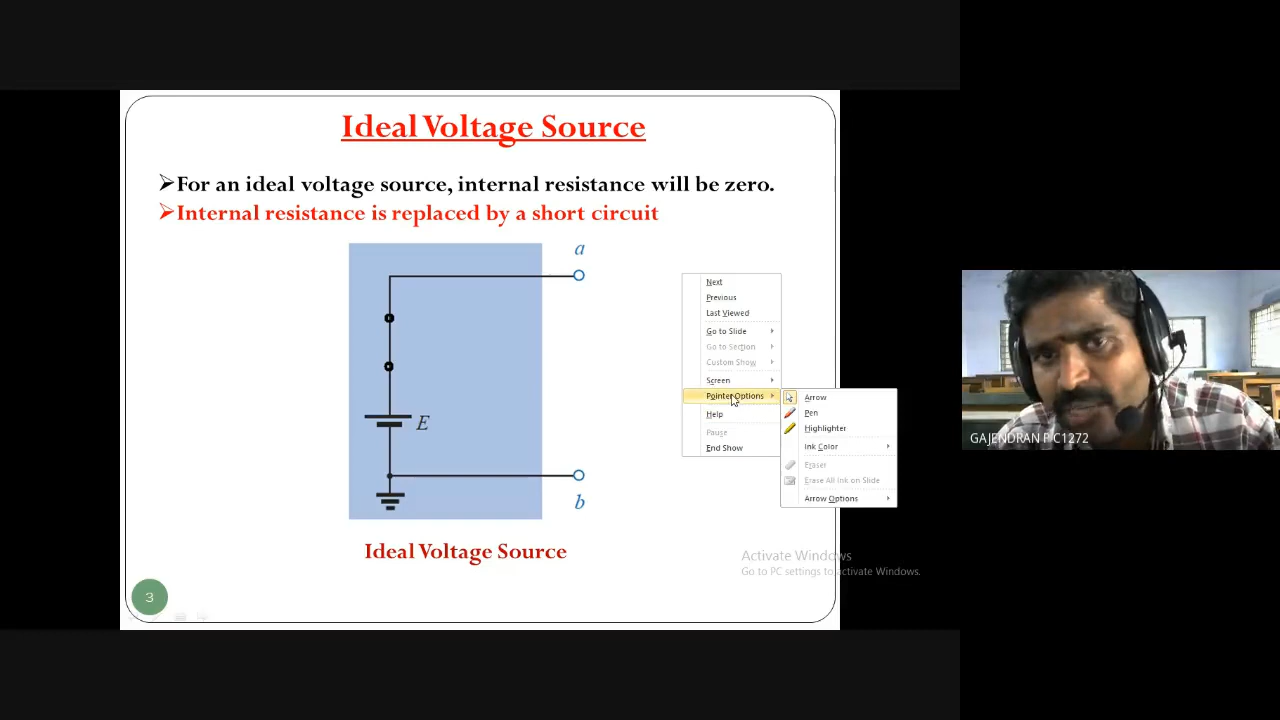 Ideal Voltage Source
➢For an ideal voltage source, internal resistance will be zero.
➢Internal resistance is replaced by a short circuit
a
E
b
Ideal Voltage Source
3
Next
Previous
Last Viewed
Go to Slide
Go to Section
Custom Show
Screen
Pointer Options
Help
Pause
End Show
Arrow
Pen
Highlighter
Ink Color
Eraser
Erase All Ink on Slide
Arrow Options
Activate Windows
Go to PC settings to activate Windows.